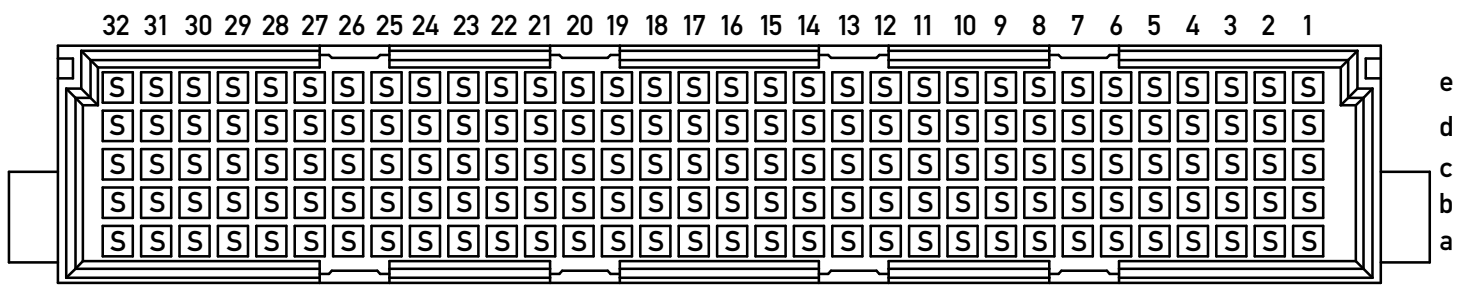 32 31 30 29 28 27 26 25 24 23 22 21 20 19 18 17 16 15 14 13 12 11 10 9 8 7 6 5 4 3 2 1
S S S S S S S S S S S S S S S S S S S S S S S S S S S S S S S S e
S S S S S S S S S S S S S S S S S S S S S S S S S S S S S S S S d
S S S S S S S S S S S S S S S S S S S S S S S S S S S S S S S S c
S S S S S S S S S S S S S S S S S S S S S S S S S S S S S S S S b
S S S S S S S S S S S S S S S S S S S S S S S S S S S S S S S S a